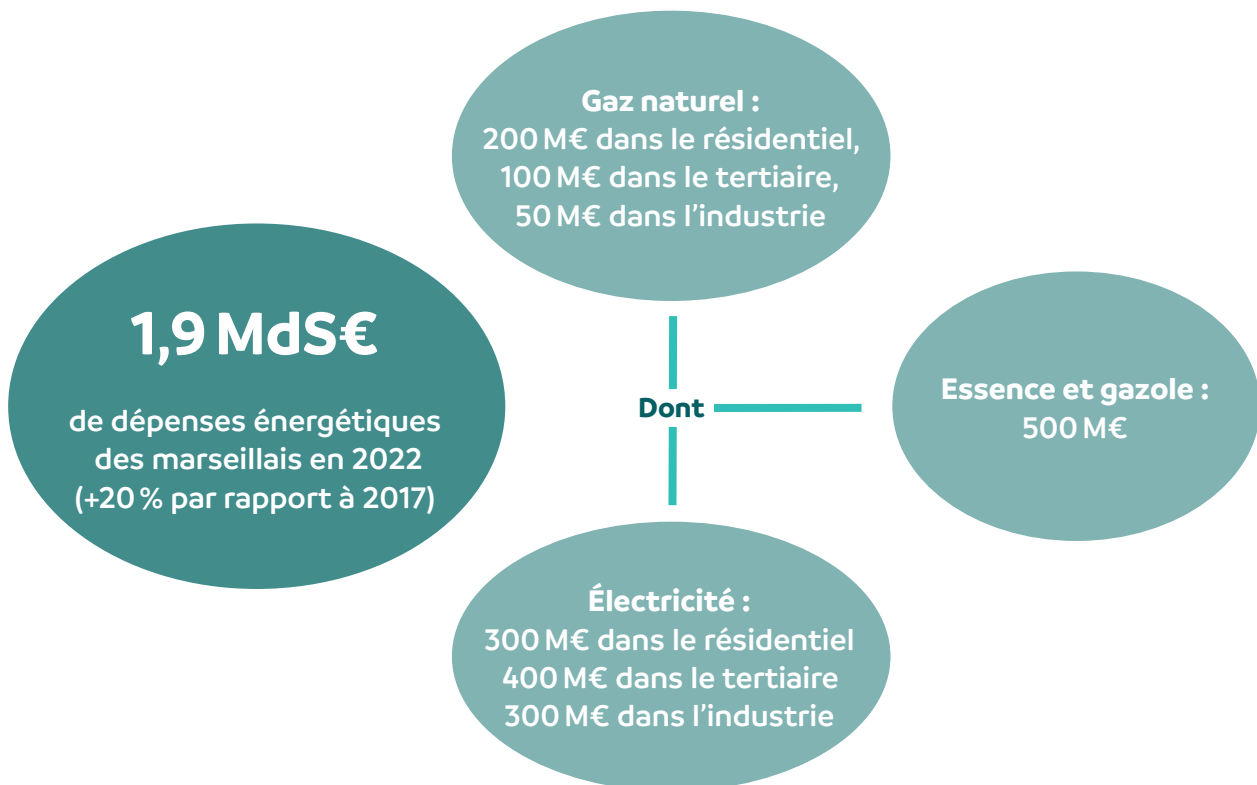 1,9 MdS€
de dépenses énergétiques
des marseillais en 2022
(+20 % par rapport à 2017)
Dont
Gaz naturel :
200 M€ dans le résidentiel,
100 M€ dans le tertiaire,
50 M€ dans l’industrie
Essence et gazole :
500 M€
Électricité :
300 M€ dans le résidentiel
400 M€ dans le tertiaire
300 M€ dans l’industrie